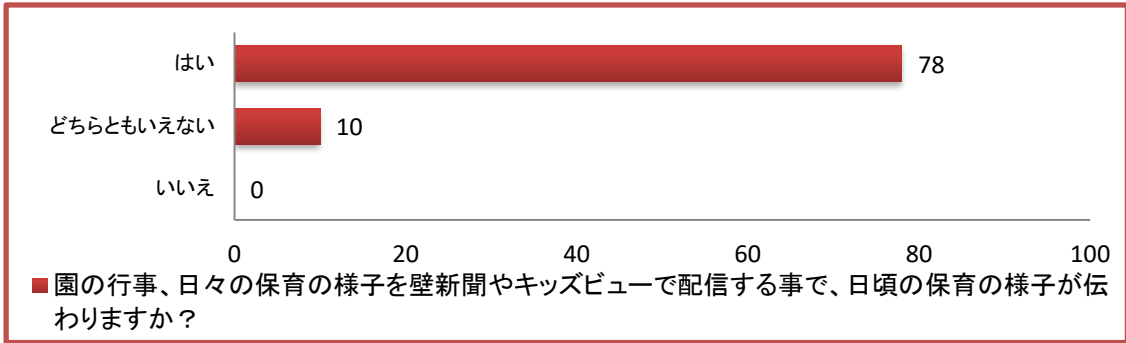 はい
78
どちらともいえない
10
いいえ
0
0 20 40 60 80 100
園の行事、日々の保育の様子を壁新聞やキッズビューで配信する事で、日頃の保育の様子が伝
わりますか？